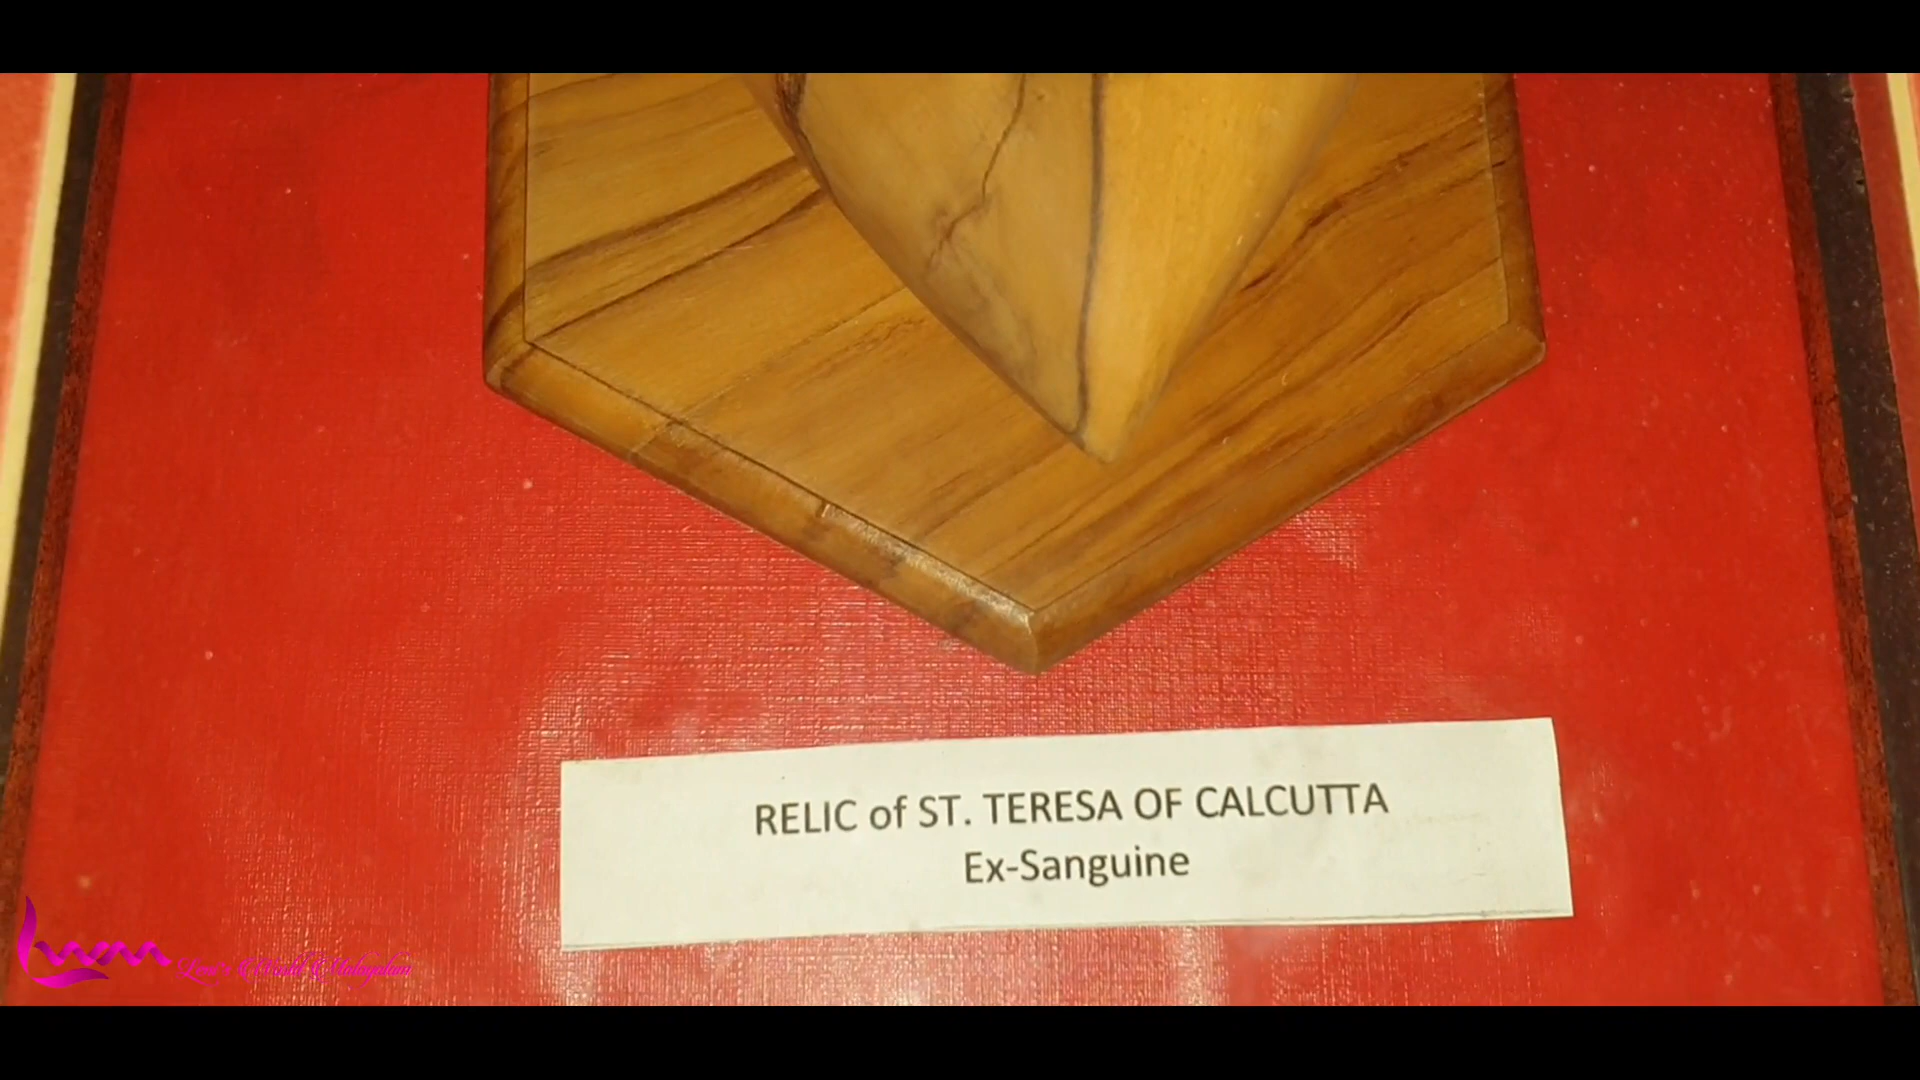 RELIC of ST. TERESA OF CALCUTTA
Ex-Sanguine